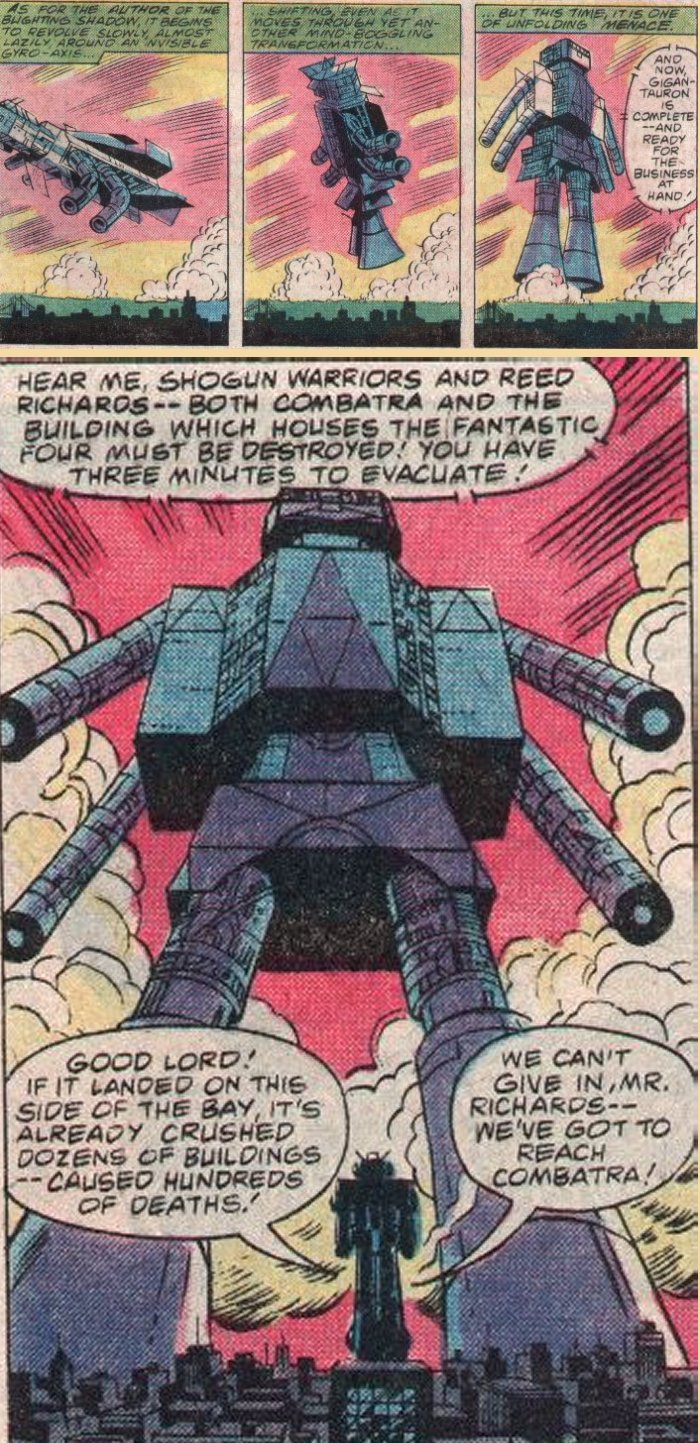 AS FOR THE AUTHOR OF THE
BLIGHTING SHADOW, IT BEGINS
TO REVOLVE SLOWLY, ALMOST
LAZILY, AROUND AN INVISIBLE
GYRO-AXIS...
...SHIFTING, EVEN AS IT
MOVES THROUGH YET AN-
OTHER MIND-BOGGLING
TRANSFORMATION...
...BUT THIS TIME, IT IS ONE
OF UNFOLDING MENACE.
AND
NOW,
GIGAN-
TAURON
IS
COMPLETE
--AND
READY
FOR
THE
BUSINESS
AT
HAND!
HEAR ME, SHOGUN WARRIORS AND REED
RICHARDS-- BOTH COMBATRA AND THE
BUILDING WHICH HOUSES THE FANTASTIC
FOUR MUST BE DESTROYED! YOU HAVE
THREE MINUTES TO EVACUATE!
GOOD LORD!
IF IT LANDED ON THIS
SIDE OF THE BAY, IT'S
ALREADY CRUSHED
DOZENS OF BUILDINGS
--CAUSED HUNDREDS
OF DEATHS!
WE CAN'T
GIVE IN, MR.
RICHARDS--
WE'VE GOT TO
REACH
COMBATRA!